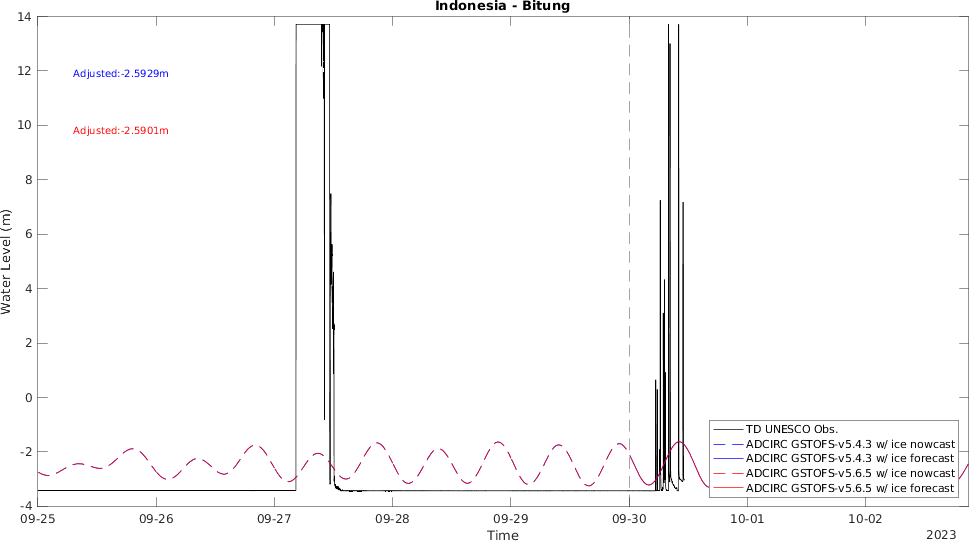 Indonesia - Bitung
14
12
10
8
6
4
2
0
-2
-4
Water Level (m)
Adjusted:-2.5929m
Adjusted:-2.5901m
TD UNESCO Obs.
ADCIRC GSTOFS-v5.4.3 w/ ice nowcast
ADCIRC GSTOFS-v5.4.3 w/ ice forecast
ADCIRC GSTOFS-v5.6.5 w/ ice nowcast
ADCIRC GSTOFS-v5.6.5 w/ ice forecast
09-25 09-26 09-27 09-28 09-29 09-30 10-01 10-02
Time
2023